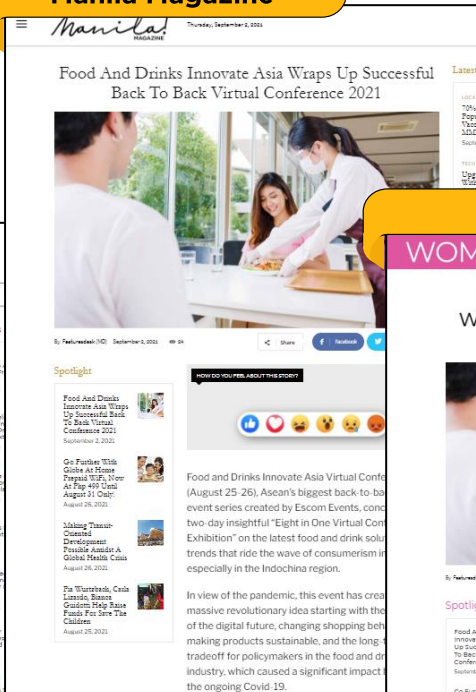 Manila Magazine
Manila!
MAGAZINE
Thursday, September 2, 2021
Food And Drinks Innovate Asia Wraps Up Successful
Back To Back Virtual Conference 2021
By Featuresdesk (MD) September 2, 2021
Share
Facebook
Spotlight
Food And Drinks
Innovate Asia Wraps
Up Successful Back
To Back Virtual
Conference 2021
September 2, 2021
Go Further With
Globe At Home
Prepaid WiFi, Now
At Php 499 Until
August 31 Only!
August 26, 2021
Making Transit-
Oriented
Development
Possible Amidst A
Global Health Crisis
August 26, 2021
Pia Wurtzbach, Carla
Lizardo, Bianca
Guidotti Help Raise
Funds For Save The
Children
August 25, 2021
HOW DO YOU FEEL ABOUT THIS STORY?
Food and Drinks Innovate Asia Virtual Confe
(August 25-26), Asean's biggest back-to-ba
event series created by Escom Events, conc
two-day insightful "Eight in One Virtual Con
Exhibition" on the latest food and drink solu
trends that ride the wave of consumerism in
especially in the Indochina region.
In view of the pandemic, this event has crea
massive revolutionary idea starting with the
of the digital future, changing shopping beh
making products sustainable, and the long-t
tradeoff for policymakers in the food and dr
industry, which caused a significant impact
the ongoing Covid-19.
Latest
70%
WOM
W
Spotlig